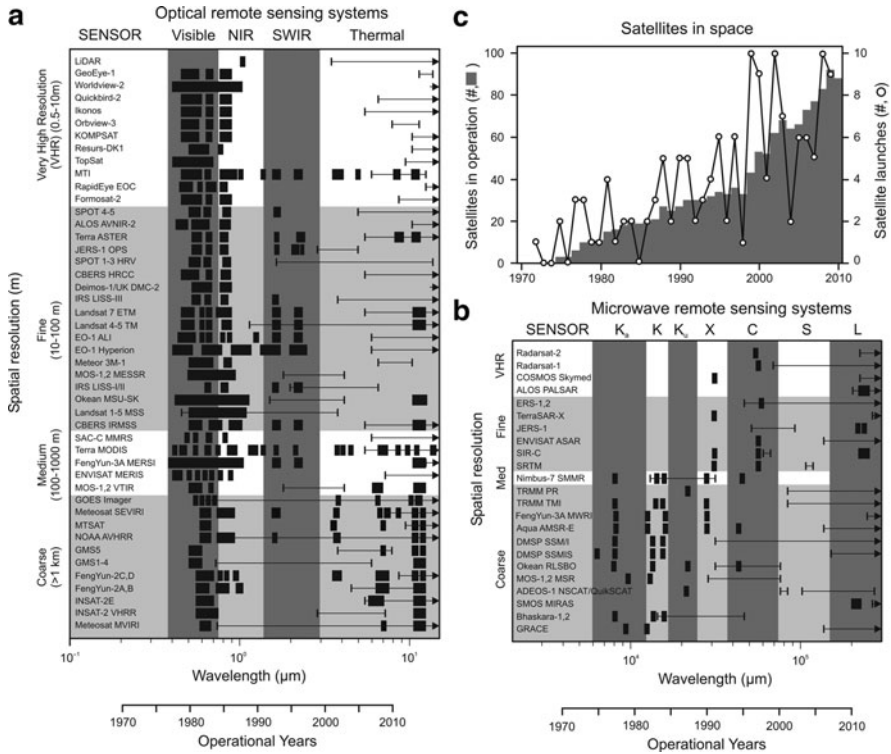 a
Optical remote sensing systems
SENSOR Visible NIR SWIR Thermal
Spatial resolution (m)
Very High Resolution
(VHR) (0.5-10m)
LiDAR
GeoEye-1
Worldview-2
Quickbird-2
Ikonos
Orbview-3
KOMPSAT
Resurs-DK1
TopSat
MTI
RapidEye EOC
Formosat-2
Fine
(10-100 m)
SPOT 4-5
ALOS AVNIR-2
Terra ASTER
JERS-1 OPS
SPOT 1-3 HRV
CBERS HRCC
Deimos-1/UK DMC-2
IRS LISS-III
Landsat 7 ETM
Landsat 4-5 TM
EO-1 ALI
EO-1 Hyperion
Meteor 3M-1
MOS-1,2 MESSR
IRS LISS-I/II
Okean MSU-5K
Landsat 1-5 MSS
CBERS IRMSS
Medium
(100-1000 m)
SAC-C MMRS
Terra MODIS
FengYun-3A MERSI
ENVISAT MERIS
MOS-1,2 VTIR
Coarse
(>1 km)
GOES Imager
Meteosat SEVIRI
MTSAT
NOAA AVHRR
GMS5
GMS1-4
FengYun-2C,D
FengYun-2A,B
INSAT-2E
INSAT-2 VHRR
Meteosat MVIRI
10⁻¹ 10⁰ 10¹
Wavelength (µm)
1970 1980 1990 2000 2010
Operational Years
c
Satellites in space
Satellites in operation (#, )
100
80
60
40
20
0
Satellite launches (#, o)
10
8
6
4
2
0
1970 1980 1990 2000 2010
b
Microwave remote sensing systems
SENSOR Kₐ K Kᵤ X C S L
Spatial resolution
VHR
Radarsat-2
Radarsat-1
COSMOS Skymed
ALOS PALSAR
Fine
ERS-1,2
TerraSAR-X
JERS-1
ENVISAT ASAR
SIR-C
SRTM
Med
Nimbus-7 SMMR
Coarse
TRMM PR
TRMM TMI
FengYun-3A MWRI
Aqua AMSR-E
DMSP SSM/I
DMSP SSMIS
Okean RLSBO
MOS-1,2 MSR
ADEOS-1 NSCAT/QuikSCAT
SMOS MIRAS
Bhaskara-1,2
GRACE
10⁴ 10⁵
Wavelength (µm)
1970 1980 1990 2000 2010
Operational Years